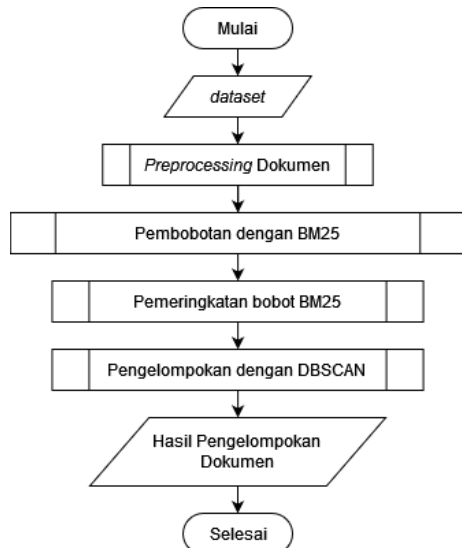 Mulai
dataset
Preprocessing Dokumen
Pembobotan dengan BM25
Pemeringkatan bobot BM25
Pengelompokan dengan DBSCAN
Hasil Pengelompokan
Dokumen
Selesai